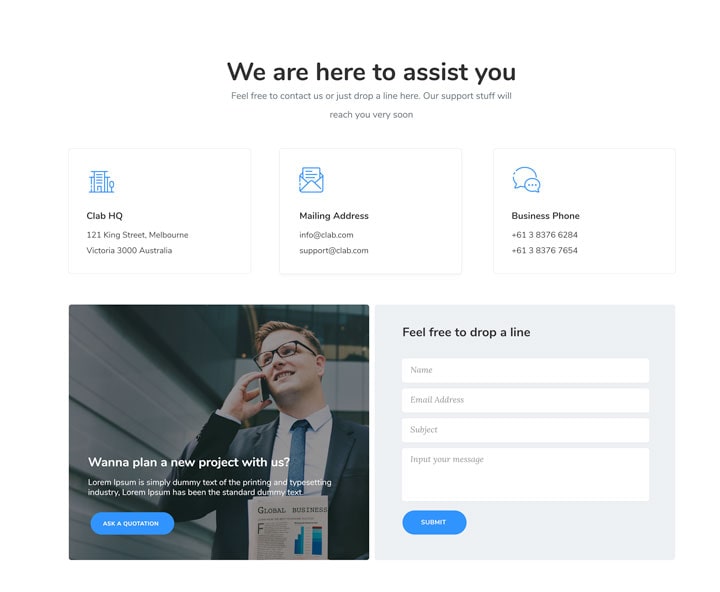 We are here to assist you
Feel free to contact us or just drop a line here. Our support stuff will
reach you very soon
Clab HQ
121 King Street, Melbourne
Victoria 3000 Australia
Mailing Address
info@clab.com
support@clab.com
Business Phone
+61 3 8376 6284
+61 3 8376 7654
Wanna plan a new project with us?
Lorem Ipsum is simply dummy text of the printing and typesetting
industry, Lorem Ipsum has been the standard dummy text.
ASK A QUOTATION
GLOBAL BUSINESS
Feel free to drop a line
Name
Email Address
Subject
Input your message
SUBMIT